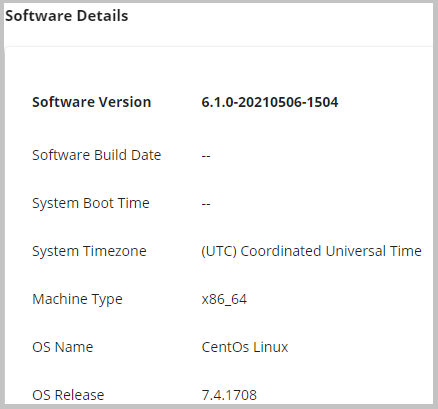 Software Details
Software Version 6.1.0-20210506-1504
Software Build Date --
System Boot Time --
System Timezone (UTC) Coordinated Universal Time
Machine Type x86_64
OS Name CentOs Linux
OS Release 7.4.1708